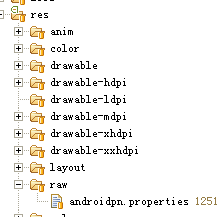 res
anim
color
drawable
drawable-hdpi
drawable-ldpi
drawable-mdpi
drawable-xhdpi
drawable-xxhdpi
layout
raw
androidpn.properties 1251